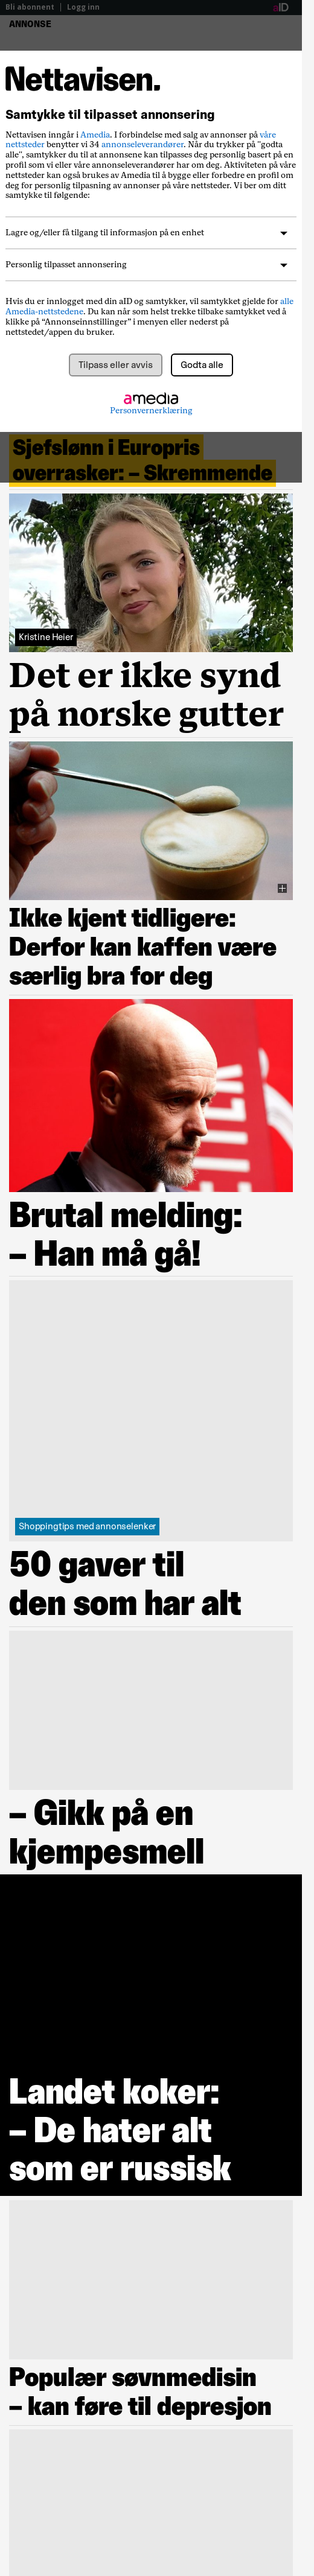 Bli abonnent | Logg inn
aID
ANNONSE
Nettavisen.
Samtykke til tilpasset annonsering
Nettavisen inngår i Amedia. I forbindelse med salg av annonser på våre
nettsteder benytter vi 34 annonseleverandører. Når du trykker på "godta
alle", samtykker du til at annonsene kan tilpasses deg personlig basert på en
profil som vi eller våre annonseleverandører har om deg. Aktiviteten på våre
nettsteder kan også brukes av Amedia til å bygge eller forbedre en profil om
deg for personlig tilpasning av annonser på våre nettsteder. Vi ber om ditt
samtykke til følgende:
Lagre og/eller få tilgang til informasjon på en enhet
Personlig tilpasset annonsering
Hvis du er innlogget med din aID og samtykker, vil samtykket gjelde for alle
Amedia-nettstedene. Du kan når som helst trekke tilbake samtykket ved å
klikke på “Annonseinnstillinger” i menyen eller nederst på
nettstedet/appen du bruker.
Tilpass eller avvis
Godta alle
amedia
Personvernerklæring
Sjefslønn i Europris
overrasker: – Skremmende
Kristine Heier
Det er ikke synd
på norske gutter
Ikke kjent tidligere:
Derfor kan kaffen være
særlig bra for deg
Brutal melding:
– Han må gå!
Shoppingtips med annonselenker
50 gaver til
den som har alt
– Gikk på en
kjempesmell
Landet koker:
– De hater alt
som er russisk
Populær søvnmedisin
– kan føre til depresjon